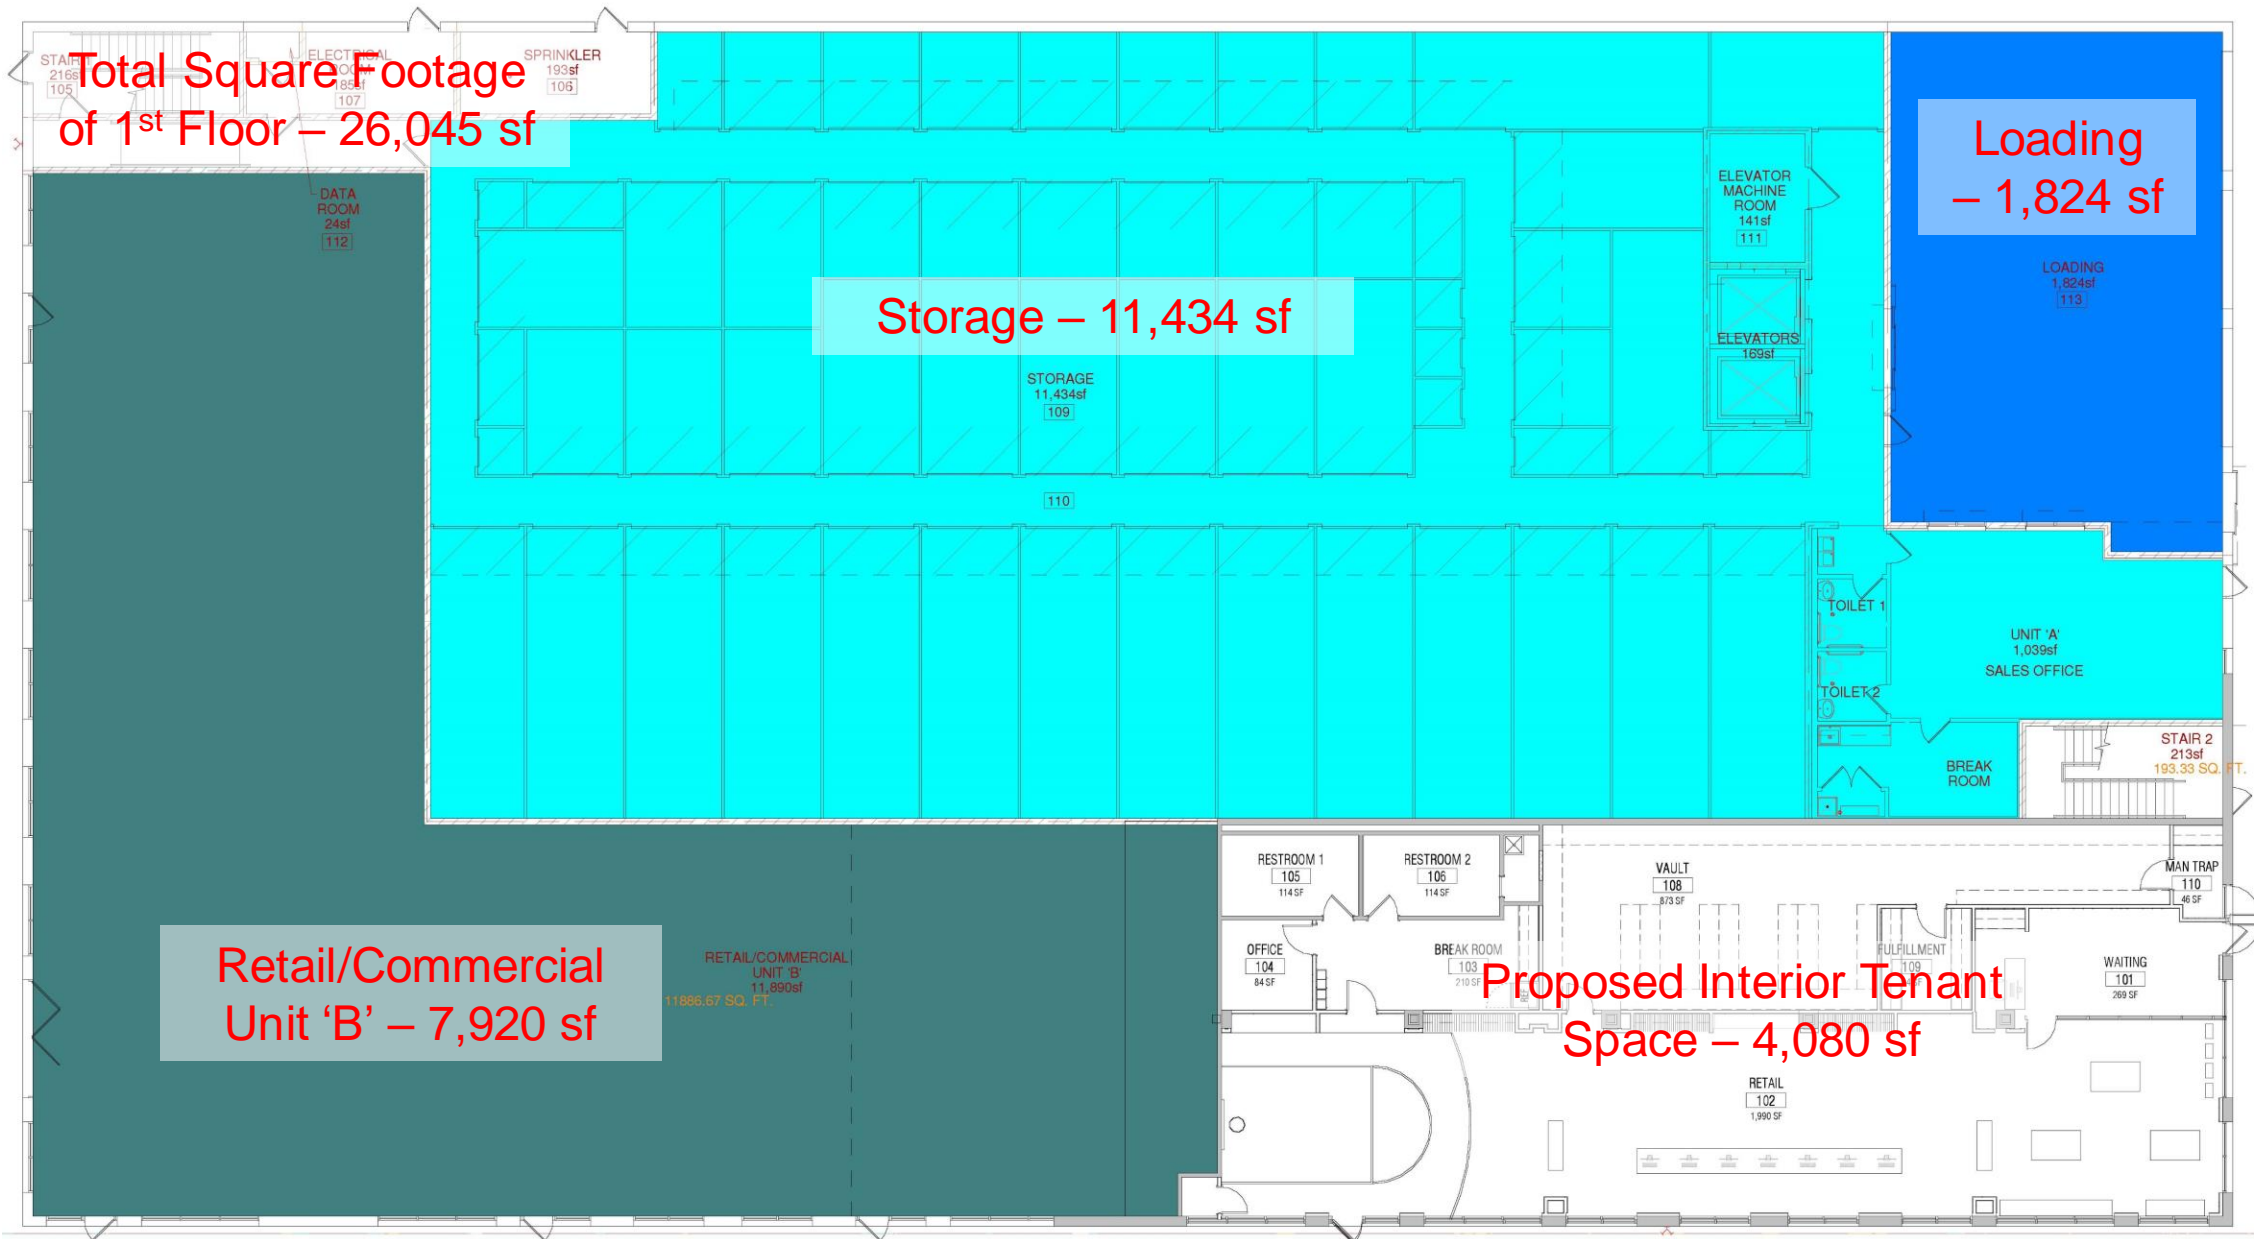 Total Square Footage
of 1st Floor – 26,045 sf
STAIR 1
216sf
105
ELECTRICAL
ROOM
185sf
107
SPRINKLER
193sf
106
DATA
ROOM
24sf
112
ELEVATOR
MACHINE
ROOM
141sf
111
Loading
– 1,824 sf
LOADING
1,824sf
113
Storage – 11,434 sf
ELEVATORS
169sf
STORAGE
11,434sf
109
110
TOILET 1
TOILET 2
UNIT 'A'
1,039sf
SALES OFFICE
BREAK
ROOM
STAIR 2
213sf
193.33 SQ. FT.
RESTROOM 1
105
114 SF
RESTROOM 2
106
114 SF
VAULT
108
873 SF
MAN TRAP
110
46 SF
Retail/Commercial
Unit ‘B’ – 7,920 sf
RETAIL/COMMERCIAL
UNIT 'B'
11,890sf
11886.67 SQ. FT.
OFFICE
104
84 SF
BREAK ROOM
103
210 SF
FULFILLMENT
109
WAITING
101
269 SF
Proposed Interior Tenant
Space – 4,080 sf
RETAIL
102
1,990 SF